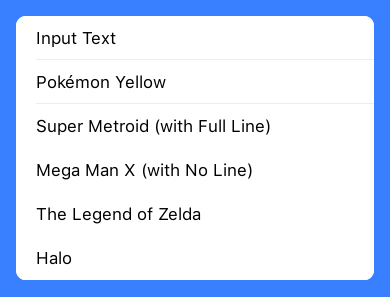 Input Text
Pokémon Yellow
Super Metroid (with Full Line)
Mega Man X (with No Line)
The Legend of Zelda
Halo